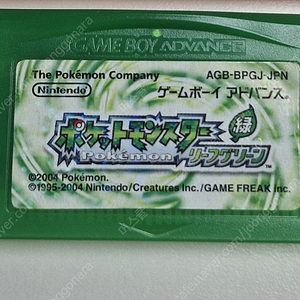 GAME BOY ADVANCE
The Pokémon Company
AGB-BPGJ-JPN
Nintendo
ゲームボーイ アドバンス
ポケットモンスター
緑
Pokémon
リーフグリーン
©2004 Pokémon.
©1995-2004 Nintendo/Creatures Inc./GAME FREAK Inc.